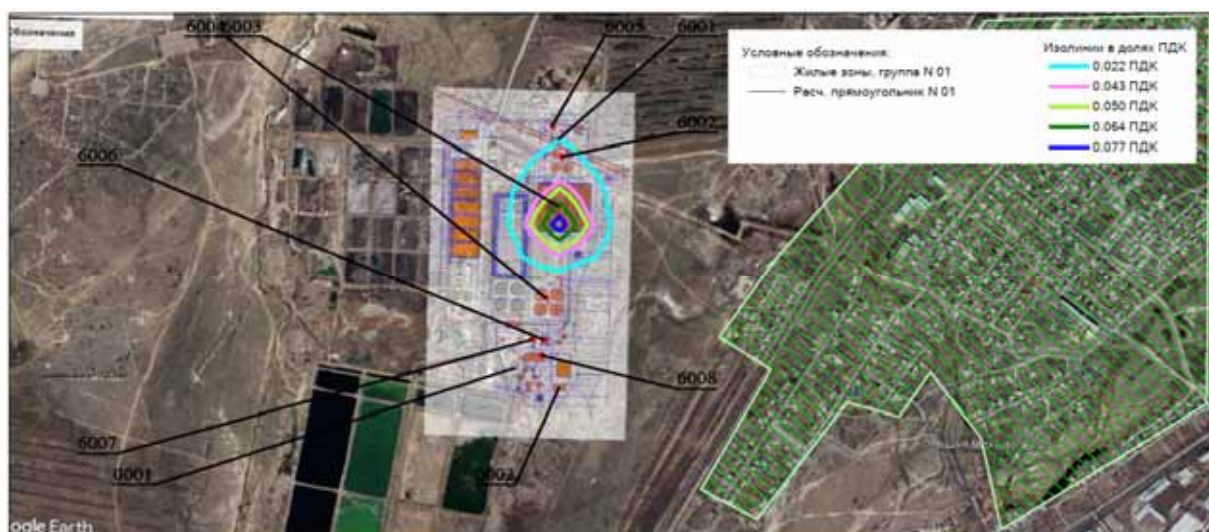 6004 6003
6005
6001
Обозначения
Условные обозначения:
Жилые зоны, группа N 01
Расч. прямоугольник N 01
Изолинии в долях ПДК
0.022 ПДК
0.043 ПДК
0.050 ПДК
0.064 ПДК
0.077 ПДК
6002
6006
6008
6007
0001
0002
ogle Earth